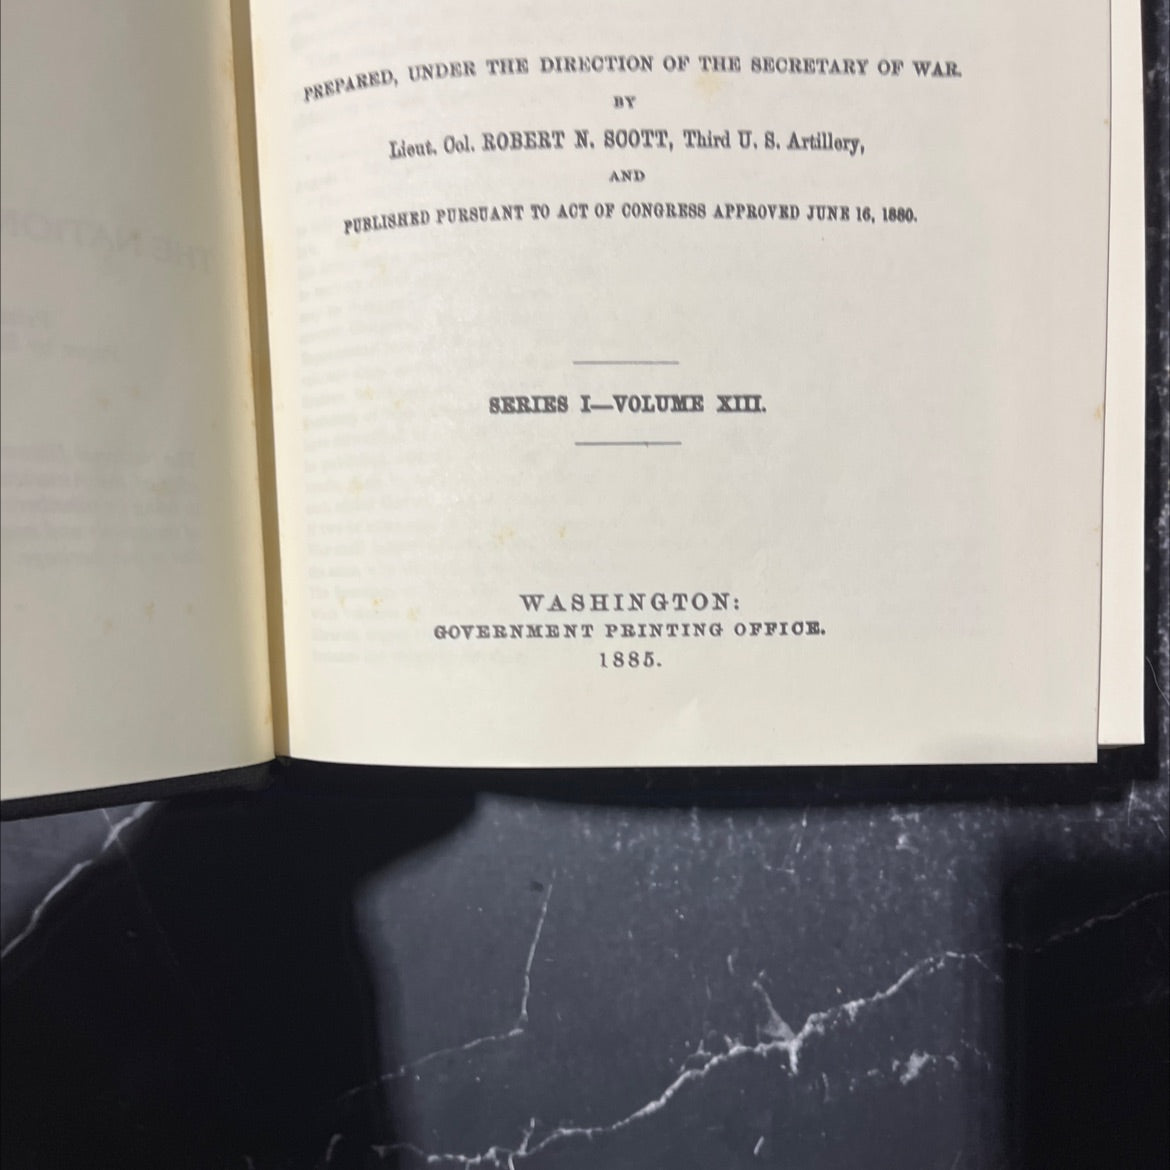 PREPARED, UNDER THE DIRECTION OF THE SECRETARY OF WAR.
BY
Lieut. Col. ROBERT N. SCOTT, Third U. S. Artillery,
AND
PUBLISHED PURSUANT TO ACT OF CONGRESS APPROVED JUNE 16, 1880.
SERIES I—VOLUME XIII.
WASHINGTON:
GOVERNMENT PRINTING OFFICE.
1885.